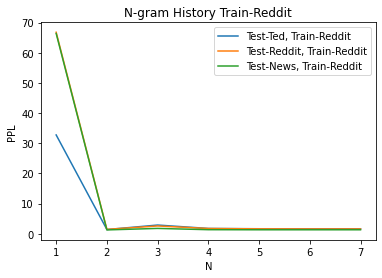 N-gram History Train-Reddit
Test-Ted, Train-Reddit
Test-Reddit, Train-Reddit
Test-News, Train-Reddit
PPL
70
60
50
40
30
20
10
0
1 2 3 4 5 6 7
N